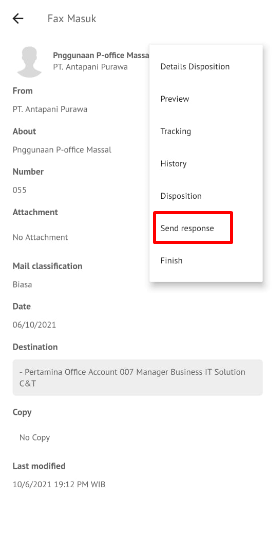 Fax Masuk
Pnggunaan P-office Massa
PT. Antapani Purawa
Details Disposition
Preview
Tracking
History
Disposition
Send response
Finish
From
PT. Antapani Purawa
About
Pnggunaan P-office Massal
Number
055
Attachment
No Attachment
Mail classification
Biasa
Date
06/10/2021
Destination
- Pertamina Office Account 007 Manager Business IT Solution
C&T
Copy
No Copy
Last modified
10/6/2021 19:12 PM WIB